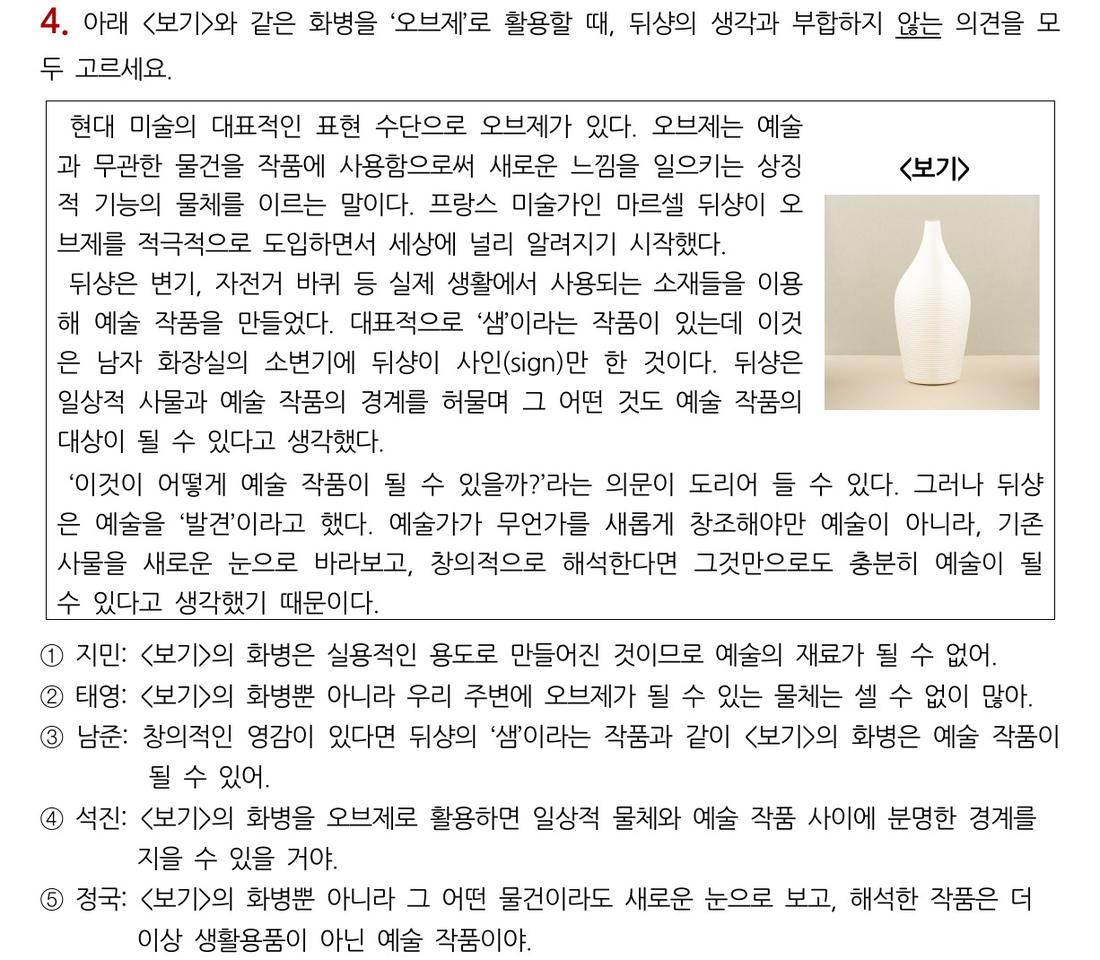 4. 아래 <보기>와 같은 화병을 ‘오브제’로 활용할 때, 뒤샹의 생각과 부합하지 않는 의견을 모
두 고르세요.
현대 미술의 대표적인 표현 수단으로 오브제가 있다. 오브제는 예술
과 무관한 물건을 작품에 사용함으로써 새로운 느낌을 일으키는 상징
적 기능의 물체를 이르는 말이다. 프랑스 미술가인 마르셀 뒤샹이 오
브제를 적극적으로 도입하면서 세상에 널리 알려지기 시작했다.
뒤샹은 변기, 자전거 바퀴 등 실제 생활에서 사용되는 소재들을 이용
해 예술 작품을 만들었다. 대표적으로 ‘샘’이라는 작품이 있는데 이것
은 남자 화장실의 소변기에 뒤샹이 사인(sign)만 한 것이다. 뒤샹은
일상적 사물과 예술 작품의 경계를 허물며 그 어떤 것도 예술 작품의
대상이 될 수 있다고 생각했다.
<보기>
‘이것이 어떻게 예술 작품이 될 수 있을까?’라는 의문이 도리어 들 수 있다. 그러나 뒤샹
은 예술을 ‘발견’이라고 했다. 예술가가 무언가를 새롭게 창조해야만 예술이 아니라, 기존
사물을 새로운 눈으로 바라보고, 창의적으로 해석한다면 그것만으로도 충분히 예술이 될
수 있다고 생각했기 때문이다.
① 지민: <보기>의 화병은 실용적인 용도로 만들어진 것이므로 예술의 재료가 될 수 없어.
② 태영: <보기>의 화병뿐 아니라 우리 주변에 오브제가 될 수 있는 물체는 셀 수 없이 많아.
③ 남준: 창의적인 영감이 있다면 뒤샹의 ‘샘’이라는 작품과 같이 <보기>의 화병은 예술 작품이
될 수 있어.
④ 석진: <보기>의 화병을 오브제로 활용하면 일상적 물체와 예술 작품 사이에 분명한 경계를
지을 수 있을 거야.
⑤ 정국: <보기>의 화병뿐 아니라 그 어떤 물건이라도 새로운 눈으로 보고, 해석한 작품은 더
이상 생활용품이 아닌 예술 작품이야.